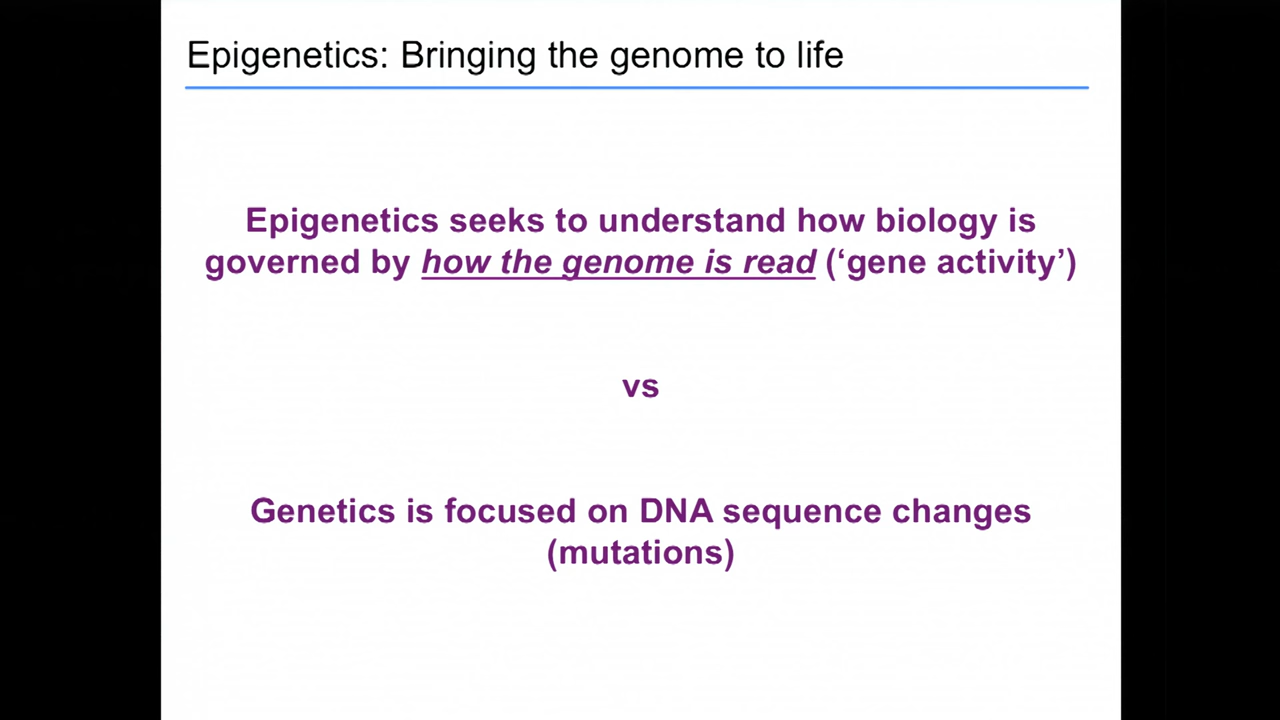 Epigenetics: Bringing the genome to life
Epigenetics seeks to understand how biology is
governed by how the genome is read (‘gene activity’)
vs
Genetics is focused on DNA sequence changes
(mutations)